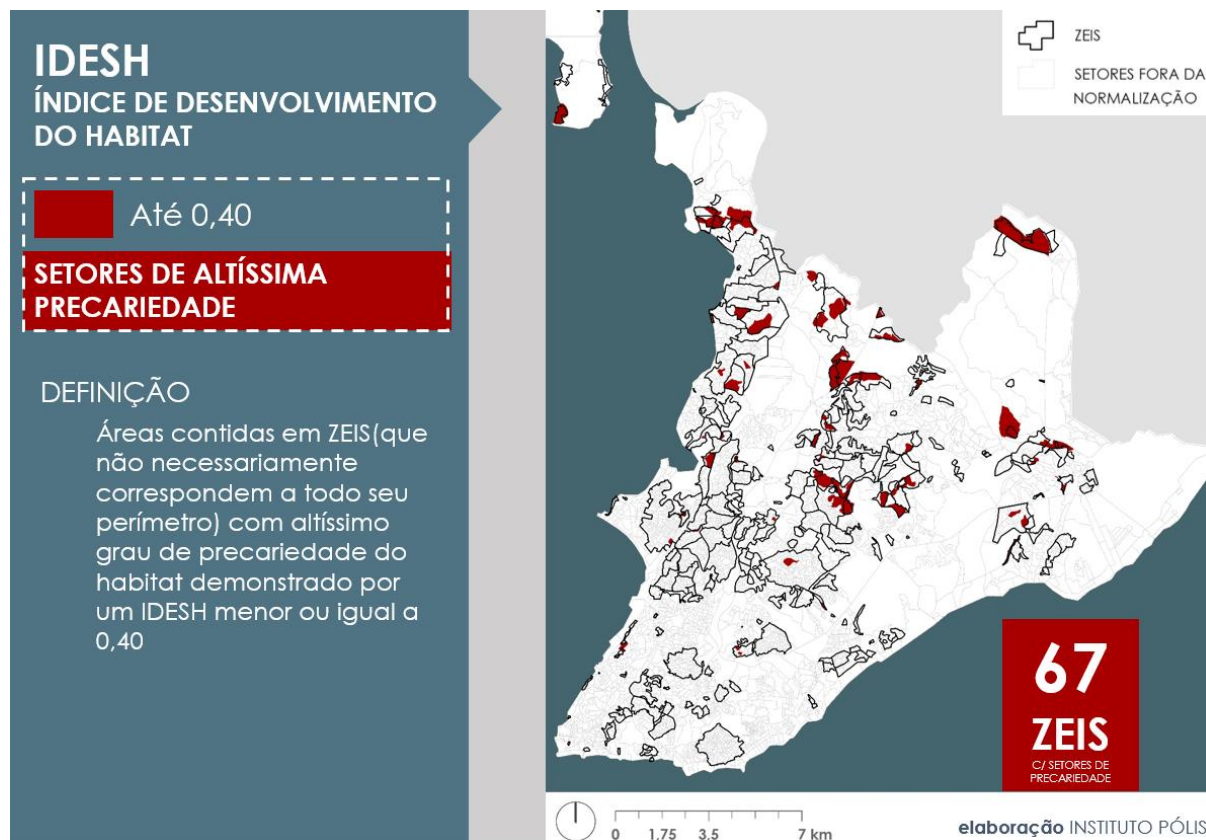 IDESH
ÍNDICE DE DESENVOLVIMENTO
DO HABITAT
Até 0,40
SETORES DE ALTÍSSIMA
PRECARIEDADE
DEFINIÇÃO
Áreas contidas em ZEIS(que
não necessariamente
correspondem a todo seu
perímetro) com altíssimo
grau de precariedade do
habitat demonstrado por
um IDESH menor ou igual a
0,40
ZEIS
SETORES FORA DA
NORMALIZAÇÃO
67
ZEIS
C/ SETORES DE
PRECARIEDADE
0 1,75 3,5 7 km
elaboração INSTITUTO PÓLIS